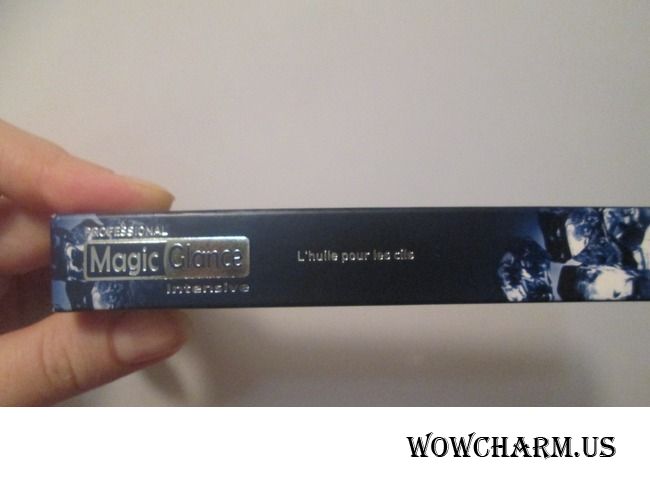 PROFESSIONAL
Magic Glance
Intensive
L'huile pour les cils
WOWCHARM.US